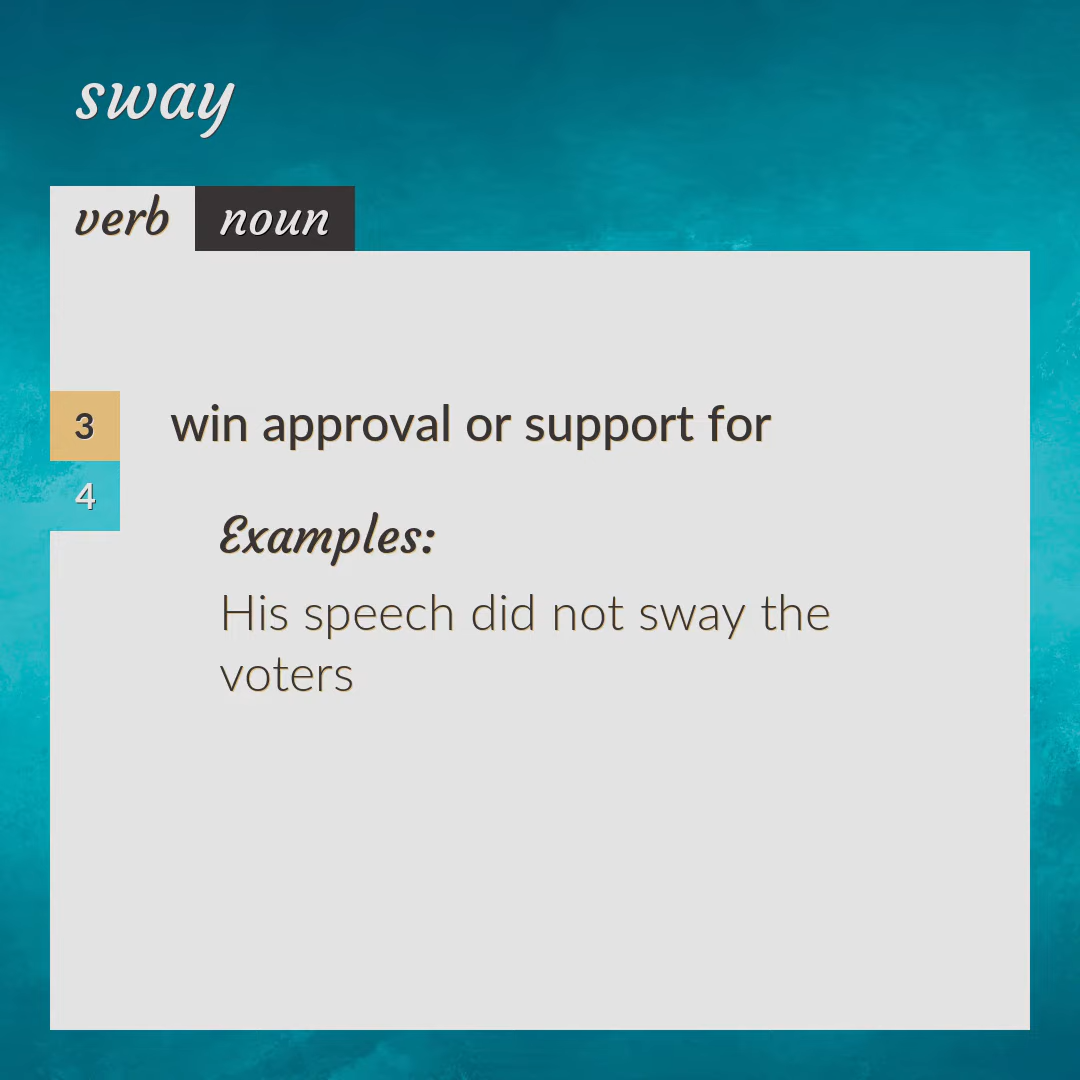 sway
verb noun
3 win approval or support for
4
Examples:
His speech did not sway the
voters